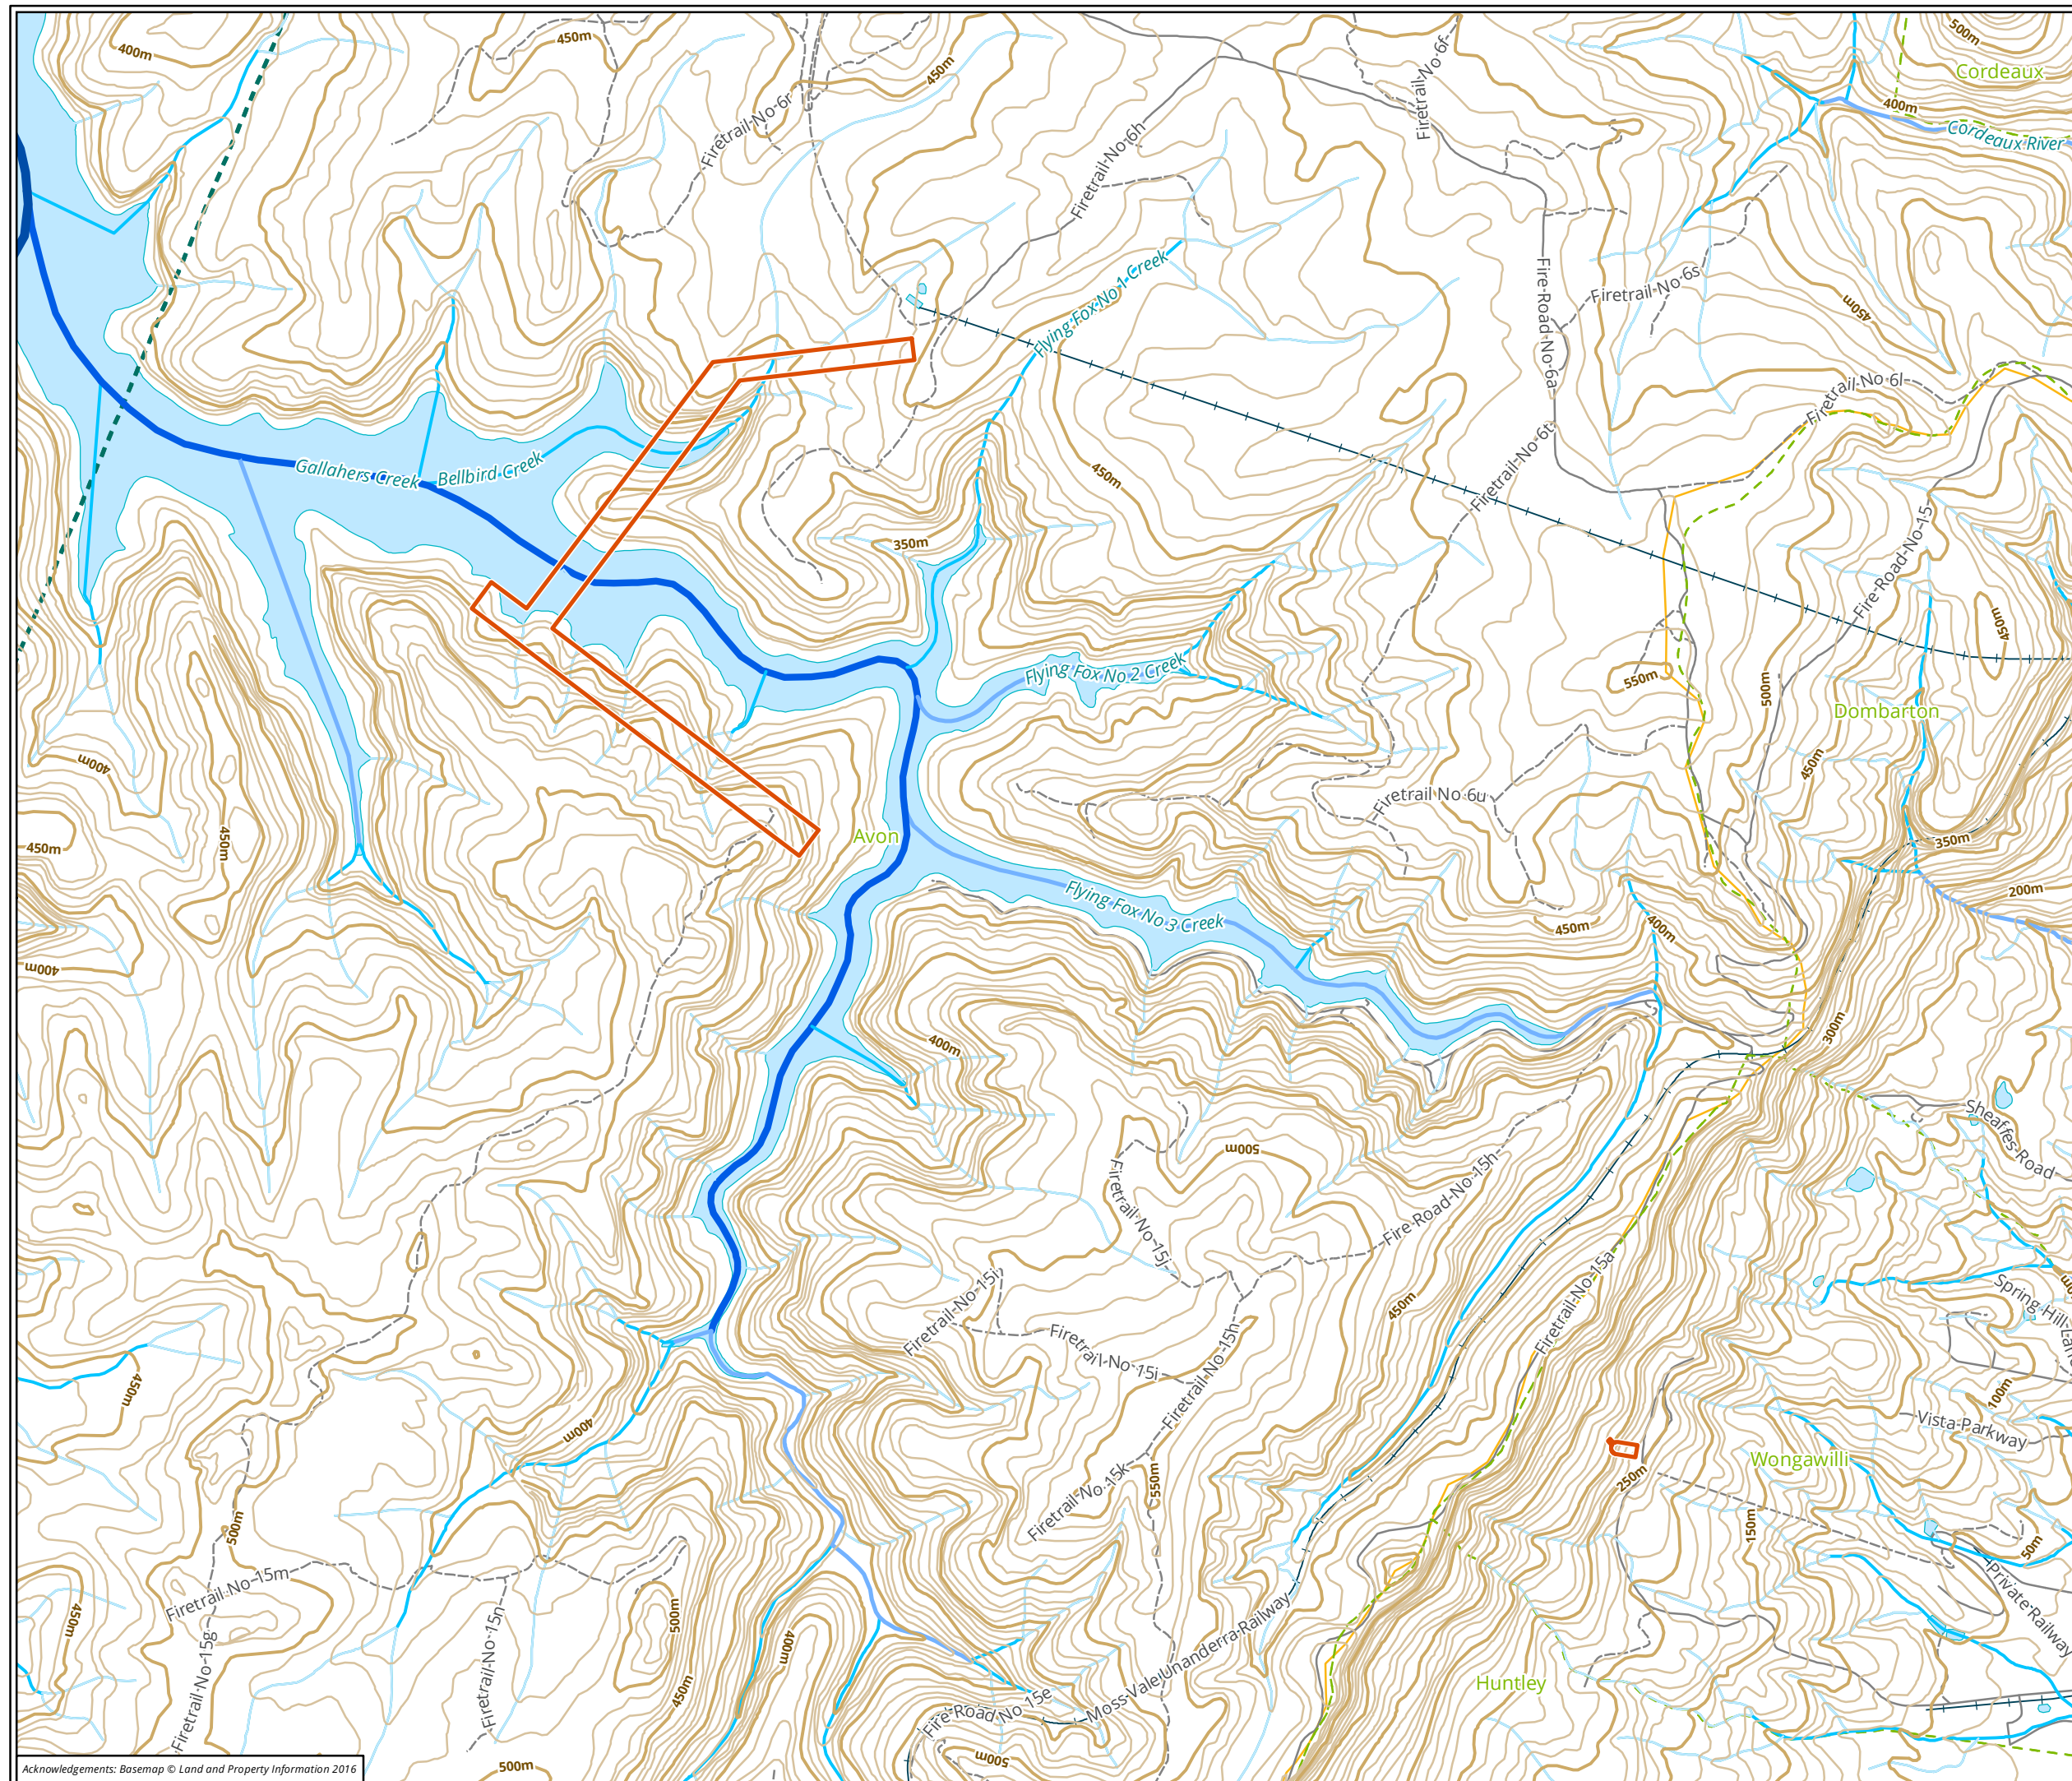 500m
Cordeaux
400m
450m
450m
Firetrail No 6f
400m
Cordeaux River
Firetrail No 6r
Firetrail No 6h
Flying Fox No 1 Creek
Fire Road No 6a
Firetrail No 6s
450m
Firetrail No 6l
Gallahers Creek
Bellbird Creek
450m
Firetrail No 6t
350m
Fire Road No 15
450m
Flying Fox No 2 Creek
550m
500m
Dombarton
400m
450m
Firetrail No 6u
450m
450m
Avon
350m
Flying Fox No 3 Creek
200m
450m
400m
400m
400m
300m
Sheaffes Road
500m
Firetrail No 15j
Fire Road No 15h
Firetrail No 15j
Firetrail No 15i
450m
Firetrail No 15a
Spring Hill
Firetrail No 15h
450m
400m
100m
Vista Parkway
Wongawilli
250m
Firetrail No 15k
550m
500m
150m
50m
Firetrail No 15m
450m
Firetrail No 15n
500m
400m
Private Railway
Firetrail No 15g
450m
Moss Vale Unanderra Railway
Huntley
Fire Road No 15e
500m
500m
Acknowledgements: Basemap © Land and Property Information 2016